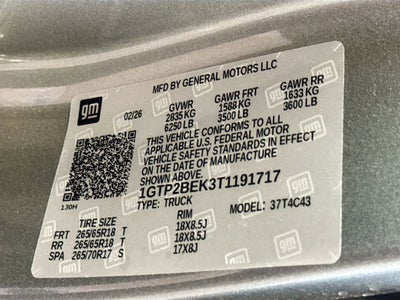 gm
MFD BY GENERAL MOTORS LLC
02/26 GVWR GAWR FRT GAWR RR
2835 KG 1588 KG 1633 KG
6250 LB 3500 LB 3600 LB
THIS VEHICLE CONFORMS TO ALL
APPLICABLE U.S. FEDERAL MOTOR
VEHICLE SAFETY STANDARDS IN EFFECT
ON THE DATE OF MANUFACTURE
SHOWN ABOVE.
130H 1GTP2BEK3T1191717
TYPE: TRUCK MODEL: 37T4C43
TIRE SIZE RIM
FRT 265/65R18 T 18X8.5J
RR 265/65R18 T 18X8.5J
SPA 265/70R17 S 17X8J